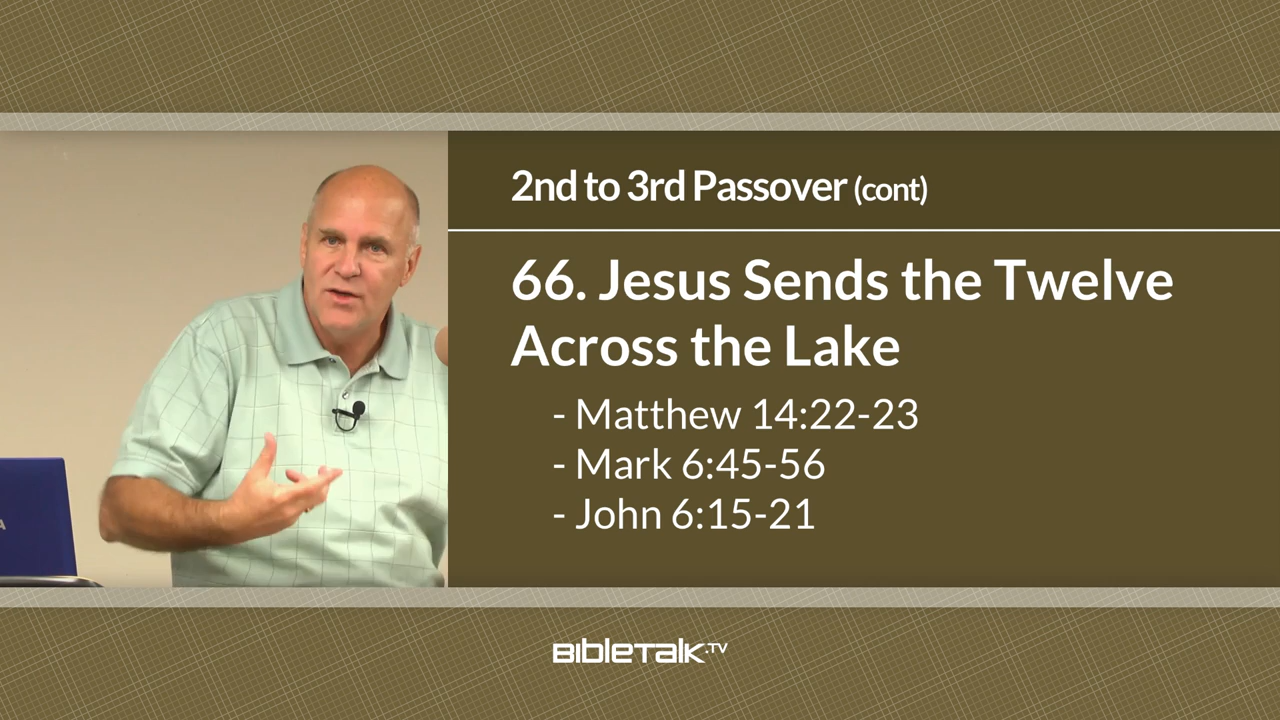 2nd to 3rd Passover (cont)
66. Jesus Sends the Twelve
Across the Lake
- Matthew 14:22-23
- Mark 6:45-56
- John 6:15-21
BIBLETALK.TV